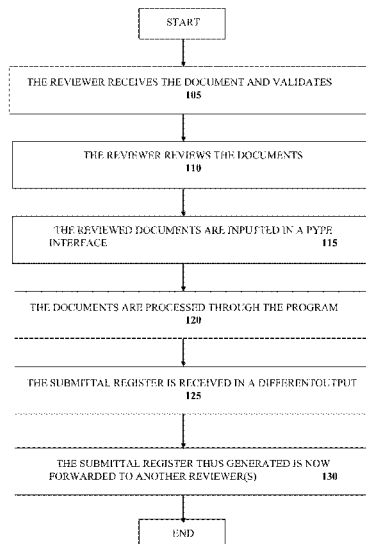 START
THE REVIEWER RECEIVES THE DOCUMENT AND VALIDATES
105
THE REVIEWER REVIEWS THE DOCUMENTS
110
THE REVIEWED DOCUMENTS ARE INPUTTED IN A PYPE
INTERFACE 115
THE DOCUMENTS ARE PROCESSED THROUGH THE PROGRAM
120
THE SUBMITTAL REGISTER IS RECEIVED IN A DIFFERENTOUTPUT
125
THE SUBMITTAL REGISTER THUS GENERATED IS NOW
FORWARDED TO ANOTHER REVIEWER(S) 130
END